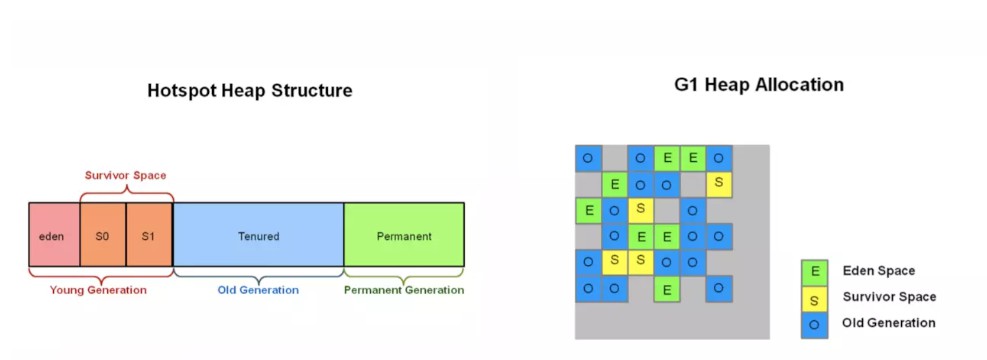 Hotspot Heap Structure
Survivor Space
eden S0 S1 Tenured Permanent
Young Generation Old Generation Permanent Generation
G1 Heap Allocation
O O E E O
E O O S
E O S O
O E E O O
O S S O O
O O E O
E Eden Space
S Survivor Space
O Old Generation